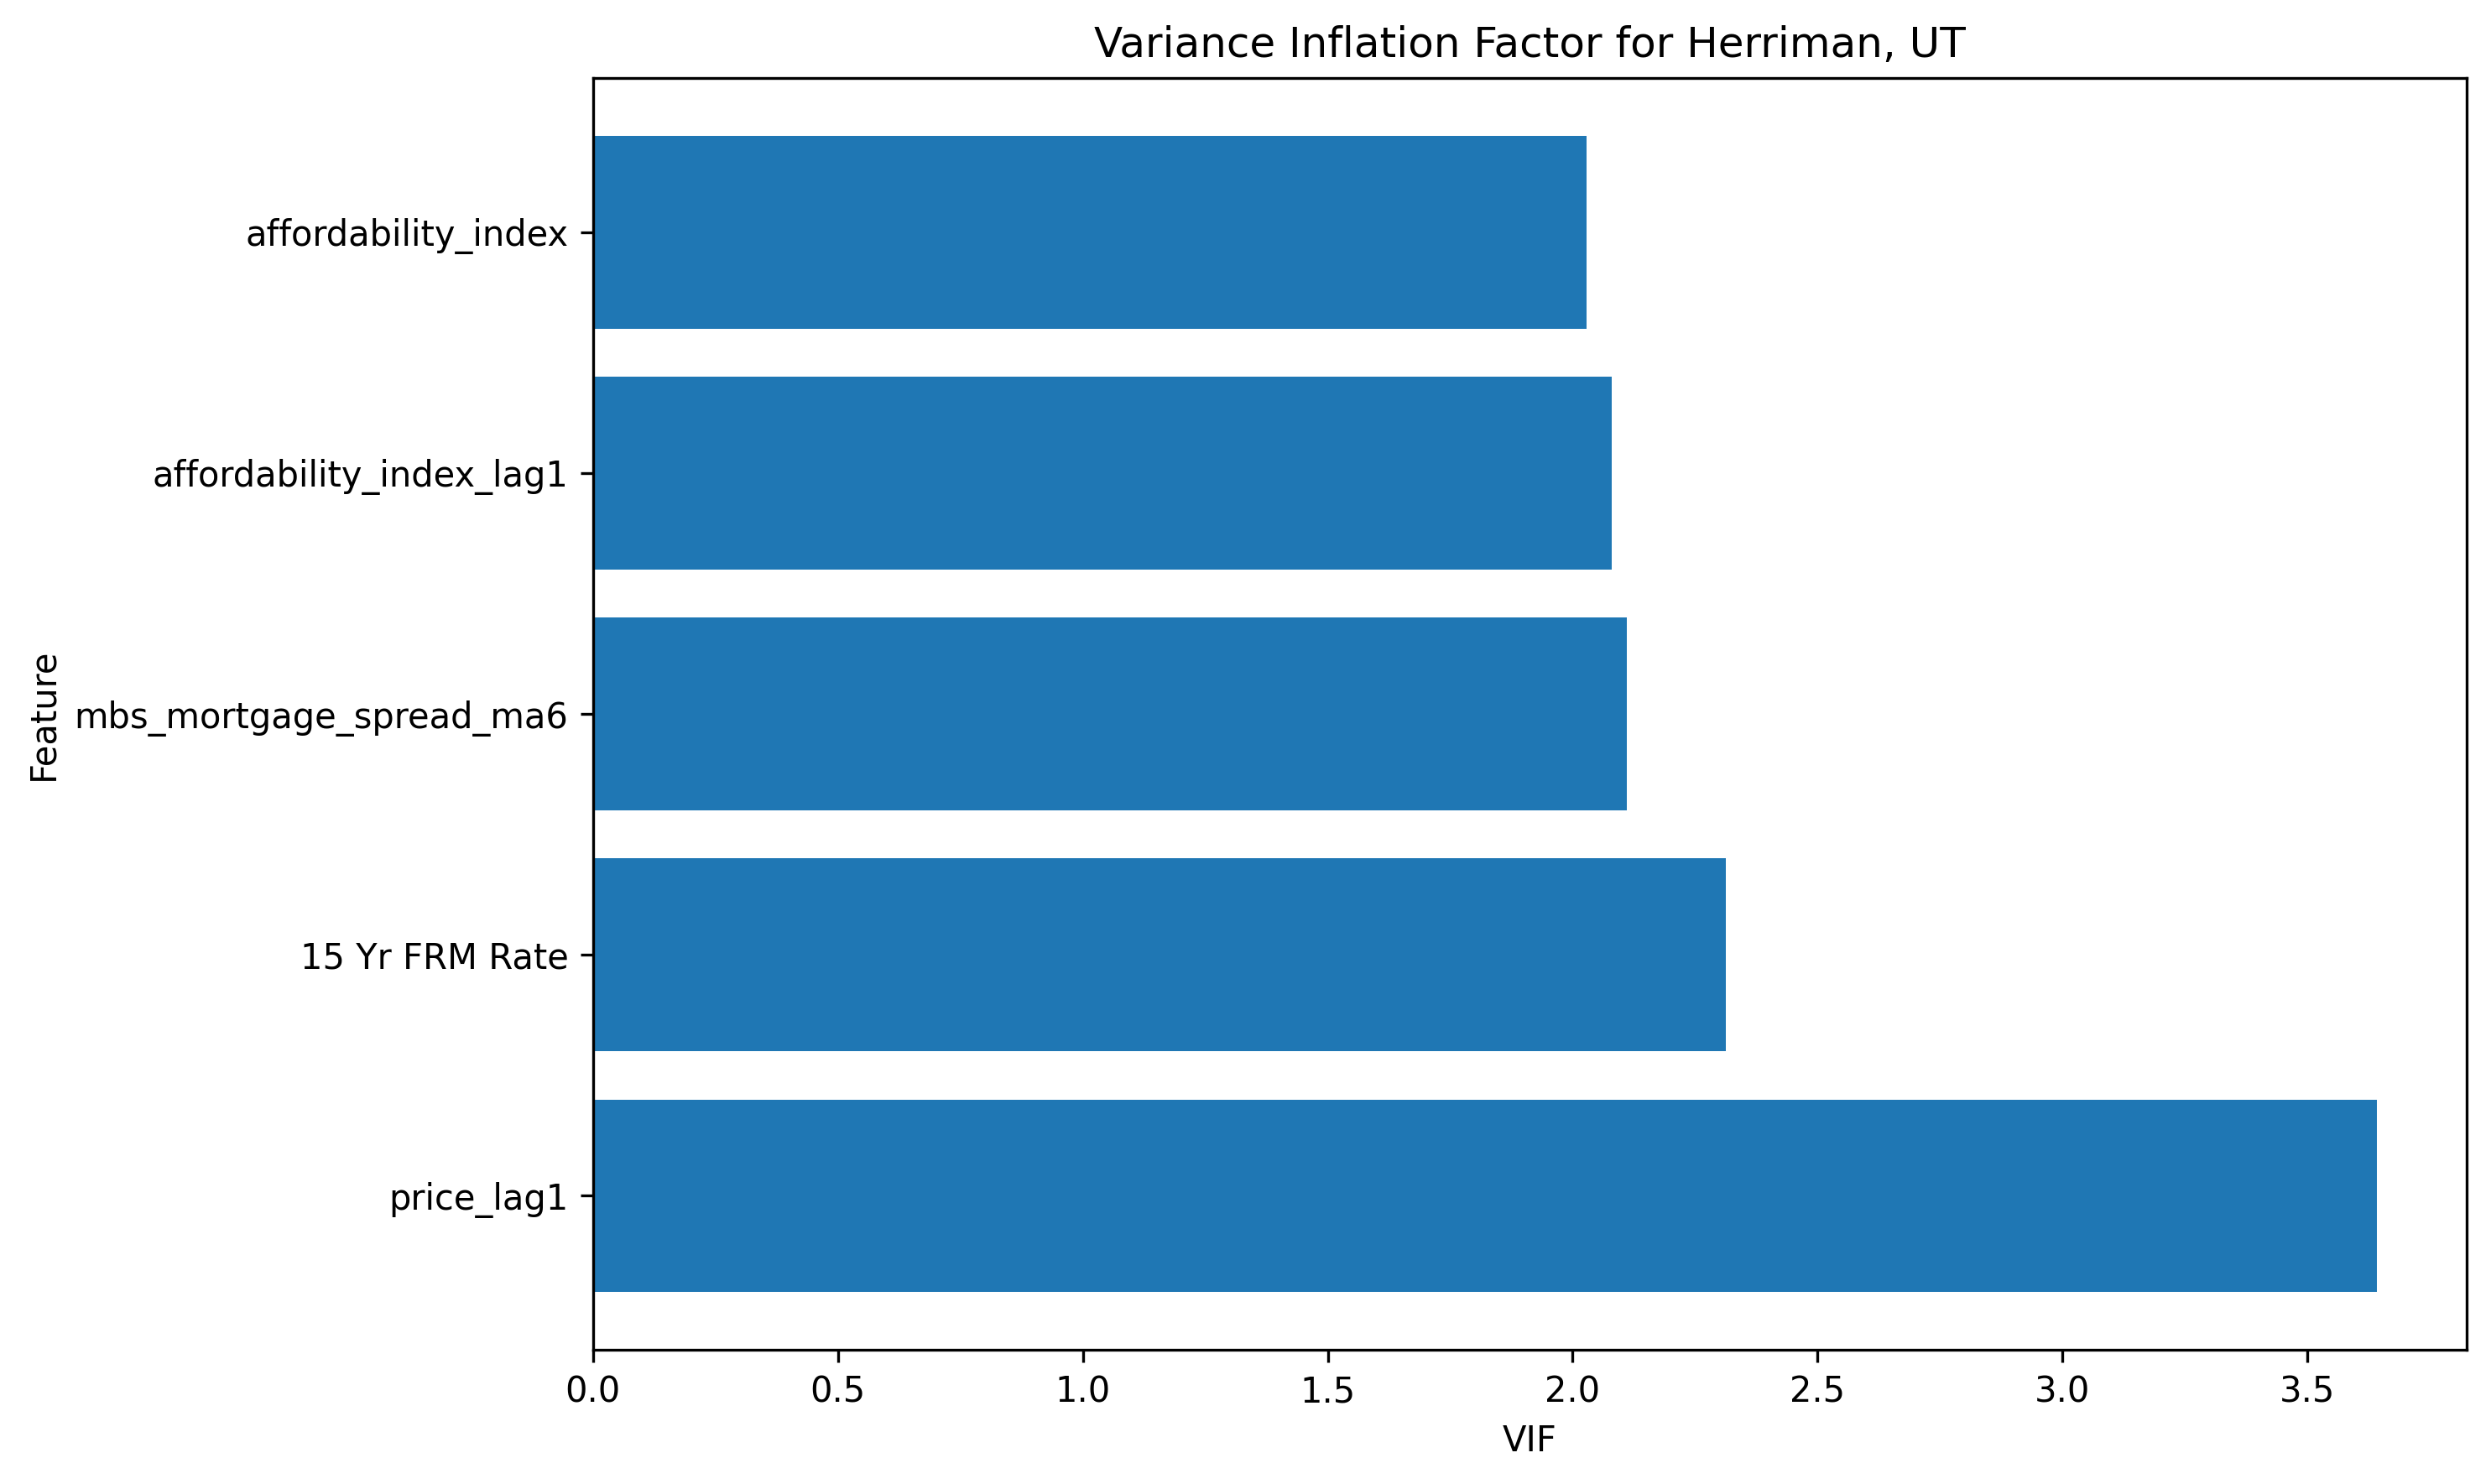 Variance Inflation Factor for Herriman, UT
affordability_index
affordability_index_lag1
mbs_mortgage_spread_ma6
15 Yr FRM Rate
price_lag1
Feature
0.0 0.5 1.0 1.5 2.0 2.5 3.0 3.5
VIF